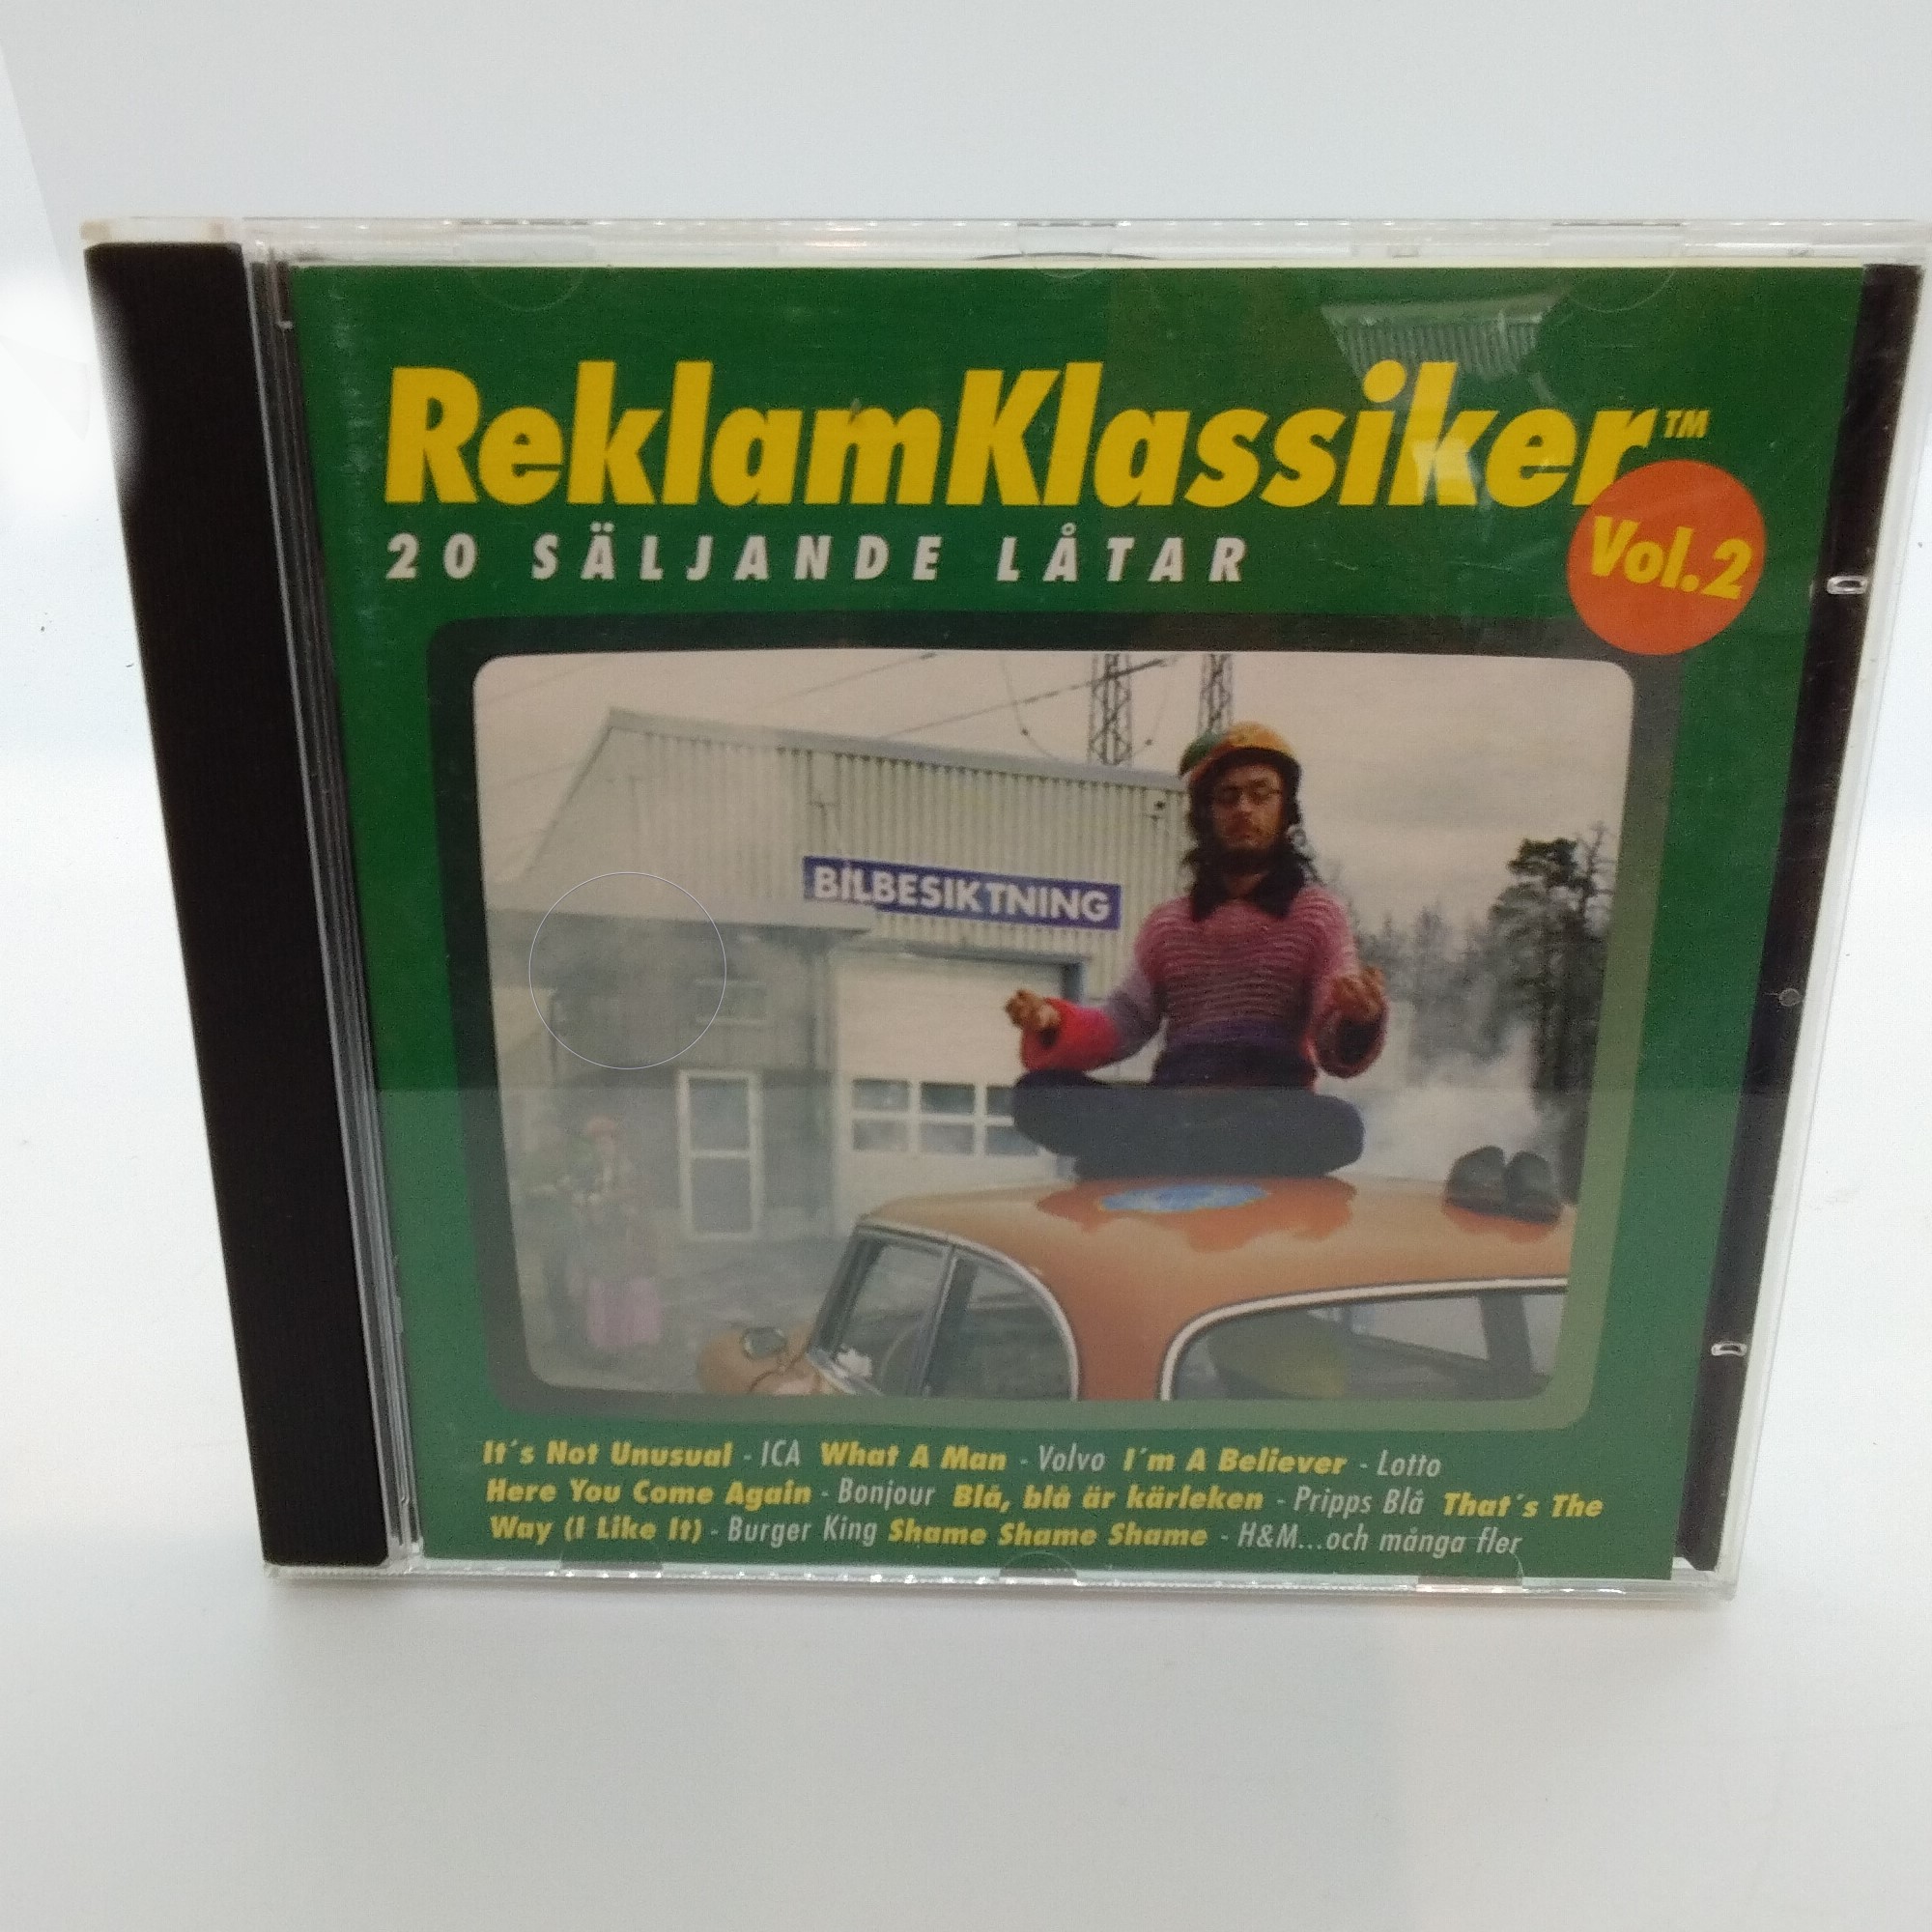 ReklamKlassiker™
Vol.2
20 SÄLJANDE LÅTAR
BILBESIKTNING
It´s Not Unusual - ICA What A Man - Volvo I´m A Believer - Lotto
Here You Come Again - Bonjour Blå, blå är kärleken - Pripps Blå That´s The
Way (I Like It) - Burger King Shame Shame Shame - H&M...och många fler